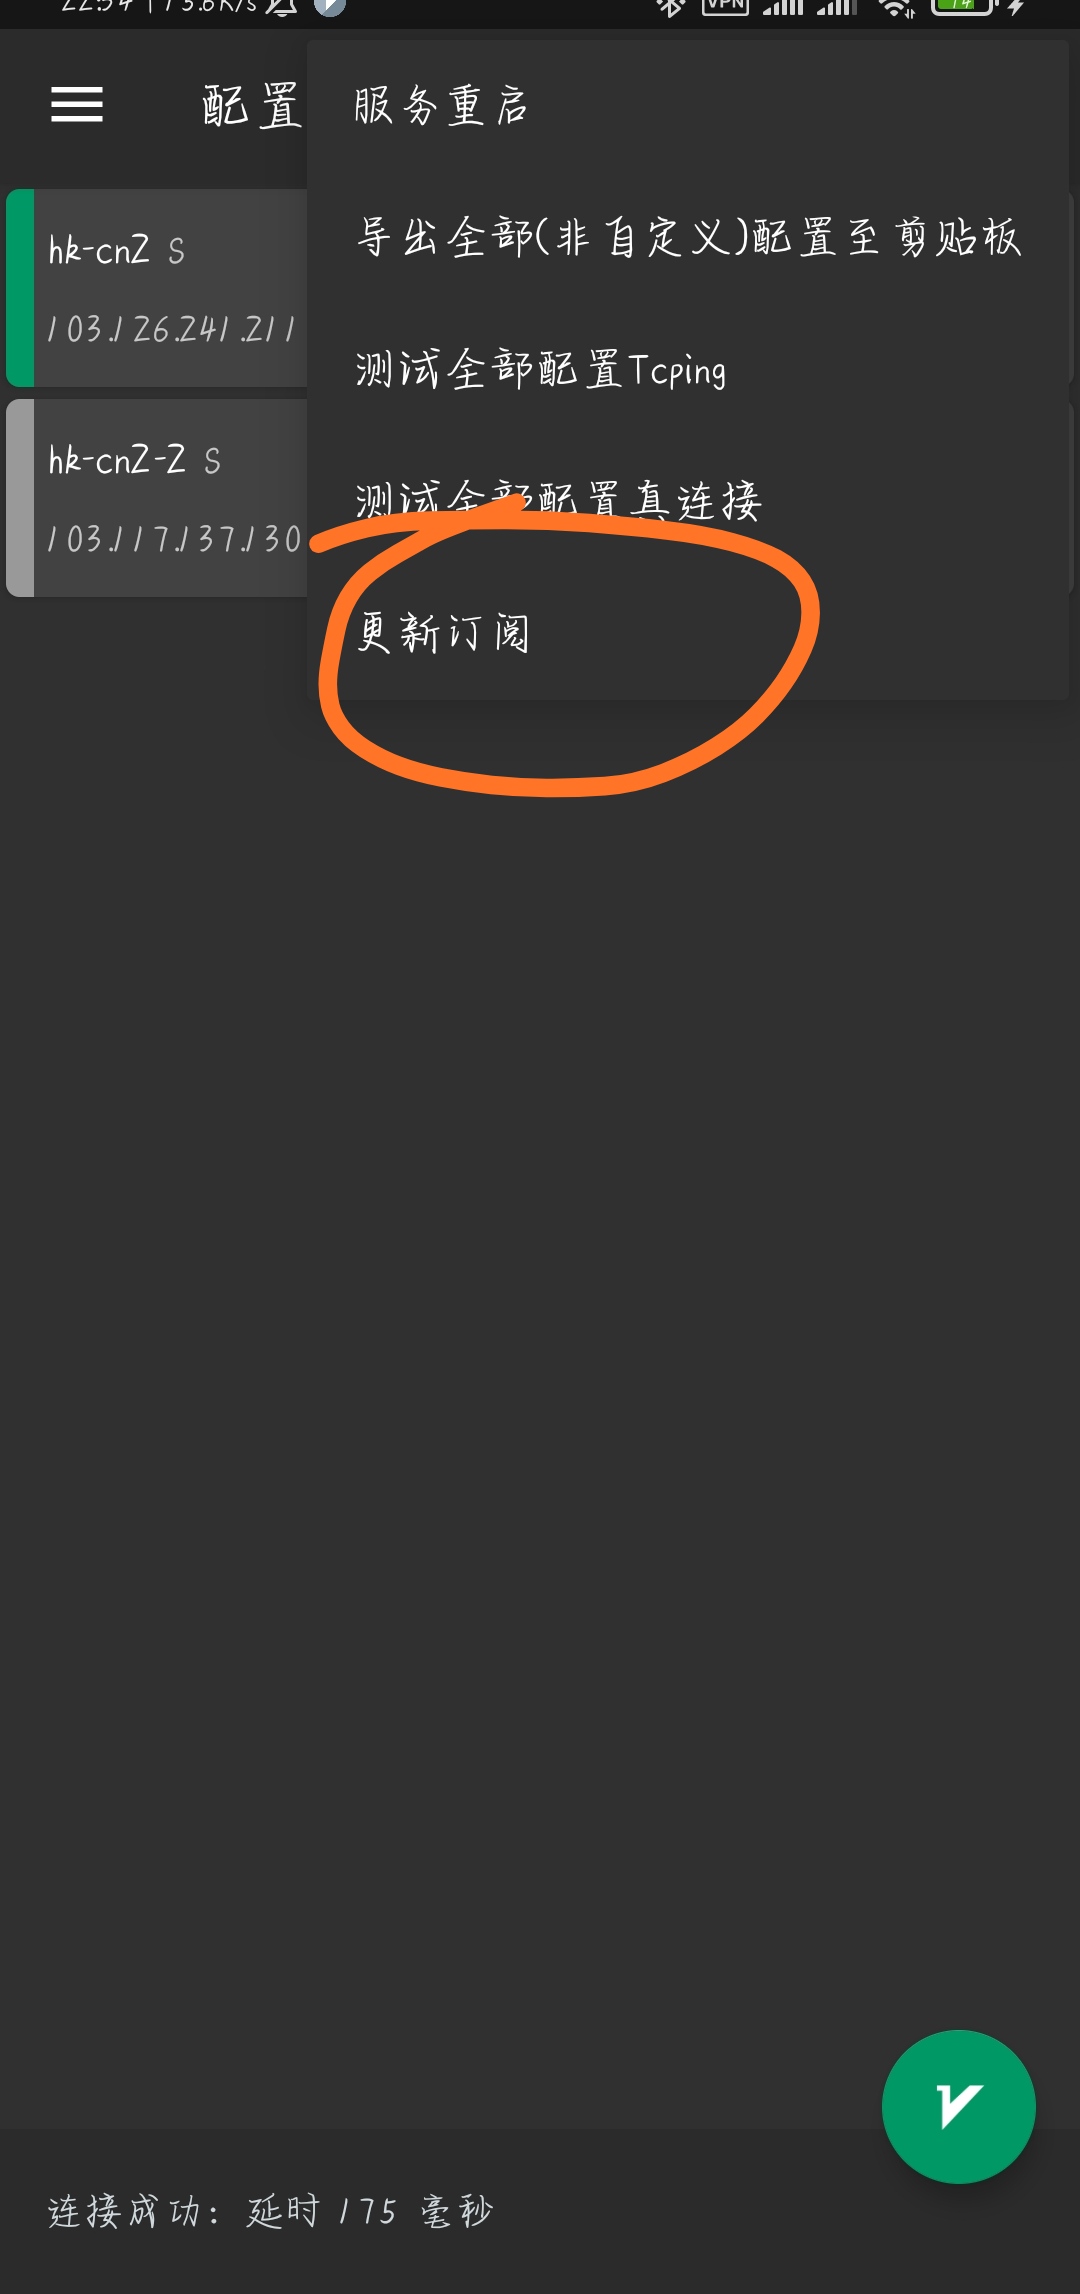 22:54 | 73.6K/s
VPN
74
配置
服务重启
导出全部(非自定义)配置至剪贴板
测试全部配置Tcping
测试全部配置真连接
更新订阅
hk-cn2 S
103.126.241.211
hk-cn2-2 S
103.117.137.130
连接成功：延时 175 毫秒